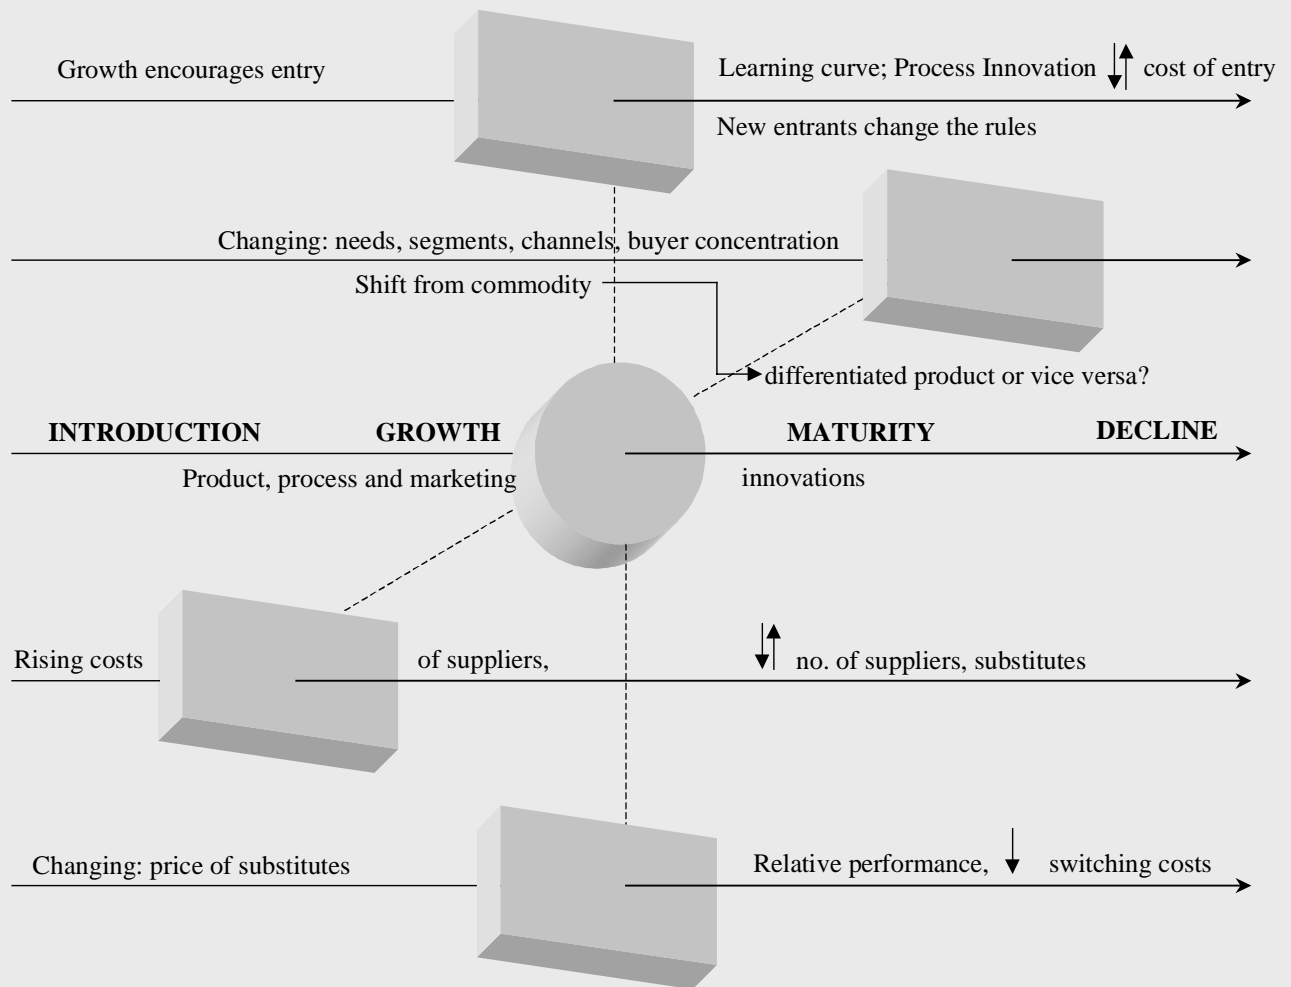 Growth encourages entry
Learning curve; Process Innovation ↓↑ cost of entry
New entrants change the rules
Changing: needs, segments, channels, buyer concentration
Shift from commodity
differentiated product or vice versa?
INTRODUCTION GROWTH MATURITY DECLINE
Product, process and marketing innovations
Rising costs of suppliers, ↓↑ no. of suppliers, substitutes
Changing: price of substitutes Relative performance, ↓ switching costs